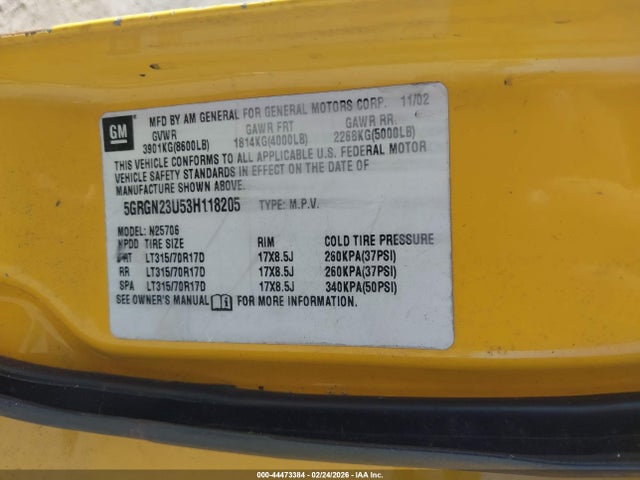 GM
MFD BY AM GENERAL FOR GENERAL MOTORS CORP. 11/02
GVWR GAWR FRT GAWR RR.
3901KG(8600LB) 1814KG(4000LB) 2268KG(5000LB)
THIS VEHICLE CONFORMS TO ALL APPLICABLE U.S. FEDERAL MOTOR
VEHICLE SAFETY STANDARDS IN EFFECT ON THE DATE OF
MANUFACTURE SHOWN ABOVE.
5GRGN23U53H118205 TYPE: M.P.V.
MODEL: N25706
NPDD TIRE SIZE RIM COLD TIRE PRESSURE
FRT LT315/70R17D 17X8.5J 260KPA(37PSI)
RR LT315/70R17D 17X8.5J 260KPA(37PSI)
SPA LT315/70R17D 17X8.5J 340KPA(50PSI)
SEE OWNER'S MANUAL FOR MORE INFORMATION.
000-44473384 - 02/24/2026 - IAA Inc.